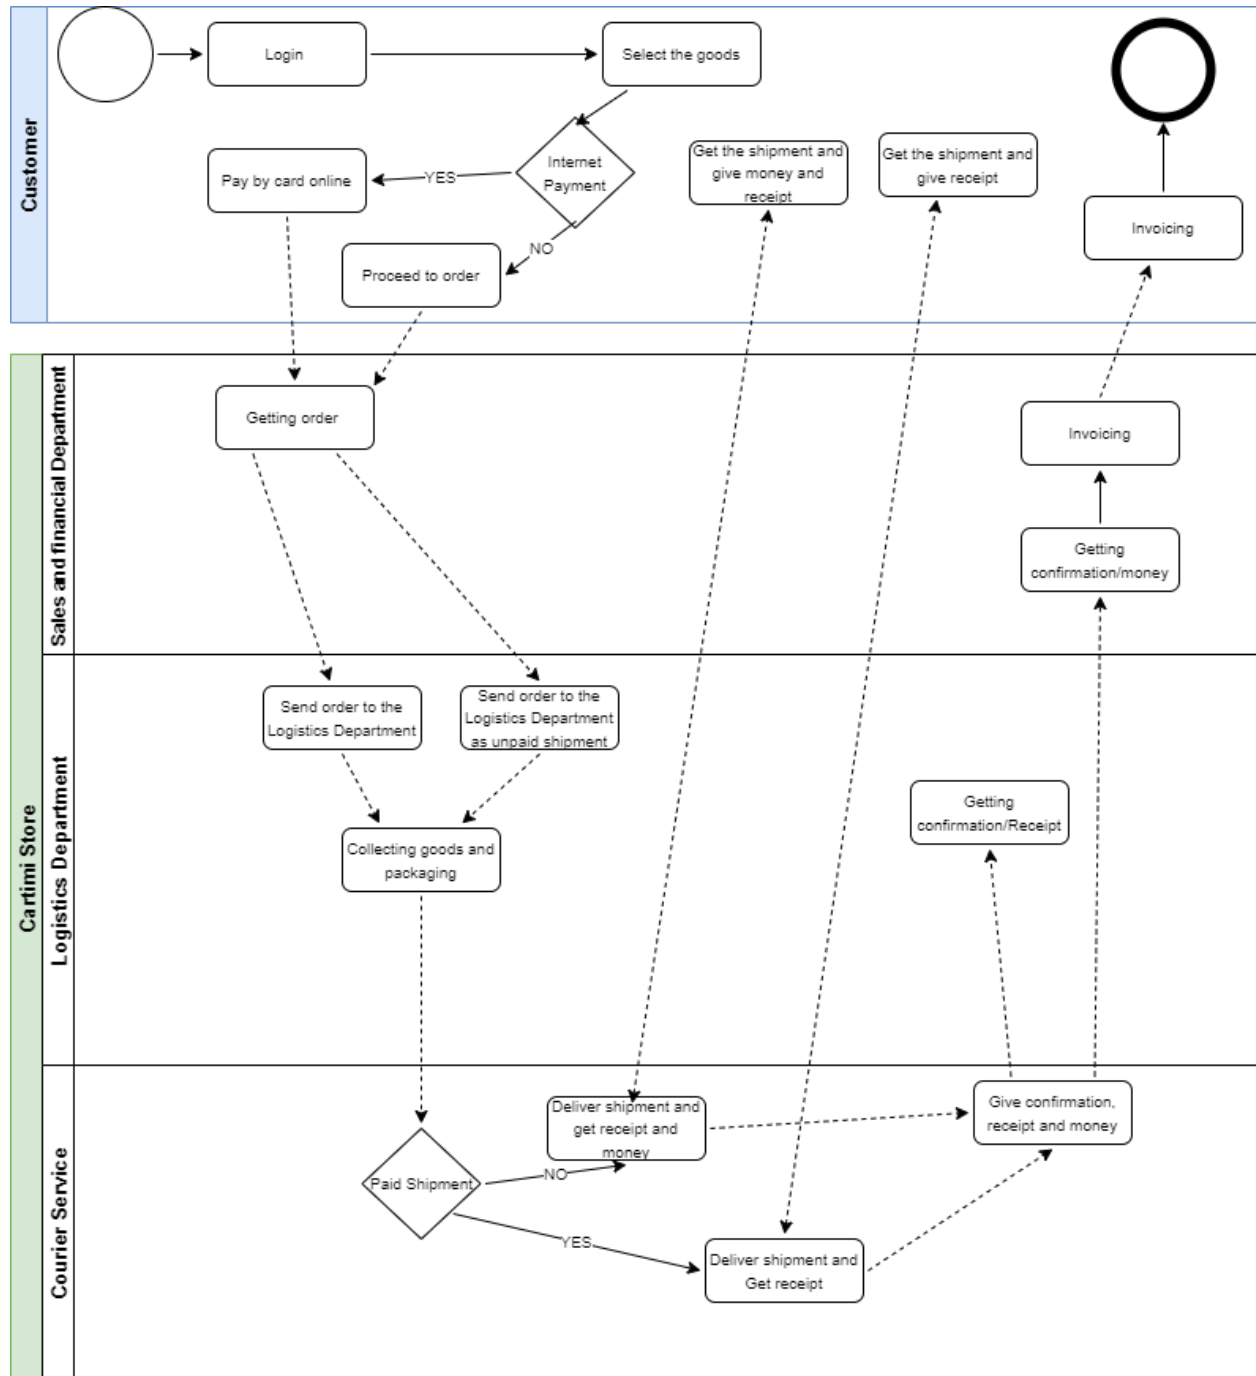 Customer
Login
Select the goods
Internet
Payment
YES
Pay by card online
NO
Proceed to order
Get the shipment and
give money and
receipt
Get the shipment and
give receipt
Invoicing
Cartimi Store
Sales and financial Department
Getting order
Invoicing
Getting
confirmation/money
Logistics Department
Send order to the
Logistics Department
Send order to the
Logistics Department
as unpaid shipment
Collecting goods and
packaging
Getting
confirmation/Receipt
Courier Service
Paid Shipment
NO
Deliver shipment and
get receipt and
money
YES
Deliver shipment and
Get receipt
Give confirmation,
receipt and money